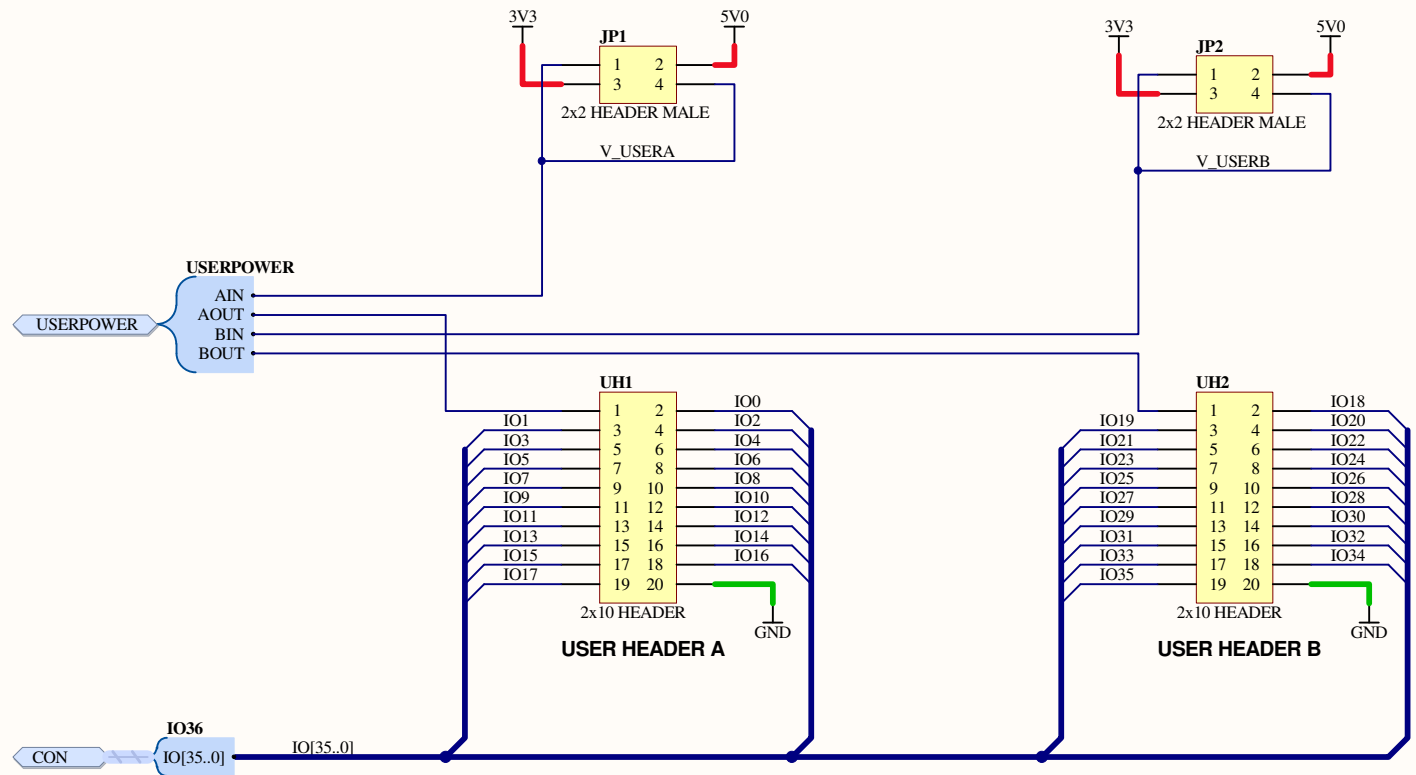 3V3 5V0 3V3 5V0
JP1 JP2
1 2 1 2
3 4 3 4
2x2 HEADER MALE 2x2 HEADER MALE
V_USERA V_USERB
USERPOWER
AIN
AOUT
USERPOWER
BIN
BOUT
UH1 UH2
1 2 IO0 1 2 IO18
IO1 3 4 IO2 IO19 3 4 IO20
IO3 5 6 IO4 IO21 5 6 IO22
IO5 7 8 IO6 IO23 7 8 IO24
IO7 9 10 IO8 IO25 9 10 IO26
IO9 11 12 IO10 IO27 11 12 IO28
IO11 13 14 IO12 IO29 13 14 IO30
IO13 15 16 IO14 IO31 15 16 IO32
IO15 17 18 IO16 IO33 17 18 IO34
IO17 19 20 IO35 19 20
2x10 HEADER 2x10 HEADER
GND GND
USER HEADER A USER HEADER B
IO36
CON IO[35..0] IO[35..0]